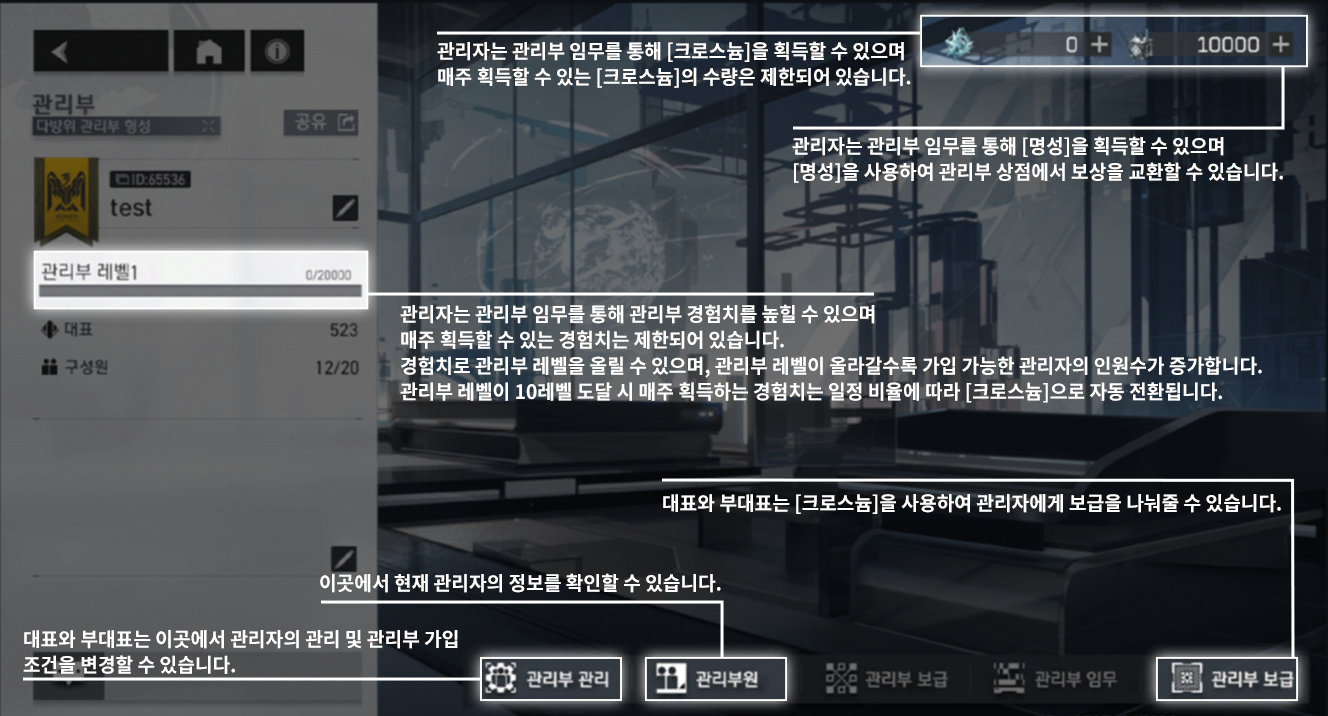 관리자는 관리부 임무를 통해 [크로스늄]을 획득할 수 있으며
매주 획득할 수 있는 [크로스늄]의 수량은 제한되어 있습니다.
0
10000
관리부
다방위 관리부 형성
공유
관리자는 관리부 임무를 통해 [명성]을 획득할 수 있으며
[명성]을 사용하여 관리부 상점에서 보상을 교환할 수 있습니다.
ID:65536
test
관리부 레벨1
0/20000
관리자는 관리부 임무를 통해 관리부 경험치를 높힐 수 있으며
매주 획득할 수 있는 경험치는 제한되어 있습니다.
경험치로 관리부 레벨을 올릴 수 있으며, 관리부 레벨이 올라갈수록 가입 가능한 관리자의 인원수가 증가합니다.
관리부 레벨이 10레벨 도달 시 매주 획득하는 경험치는 일정 비율에 따라 [크로스늄]으로 자동 전환됩니다.
대표 523
구성원 12/20
대표와 부대표는 [크로스늄]을 사용하여 관리자에게 보급을 나눠줄 수 있습니다.
이곳에서 현재 관리자의 정보를 확인할 수 있습니다.
대표와 부대표는 이곳에서 관리자의 관리 및 관리부 가입
조건을 변경할 수 있습니다.
관리부 관리
관리부원
관리부 보급
관리부 임무
관리부 보급